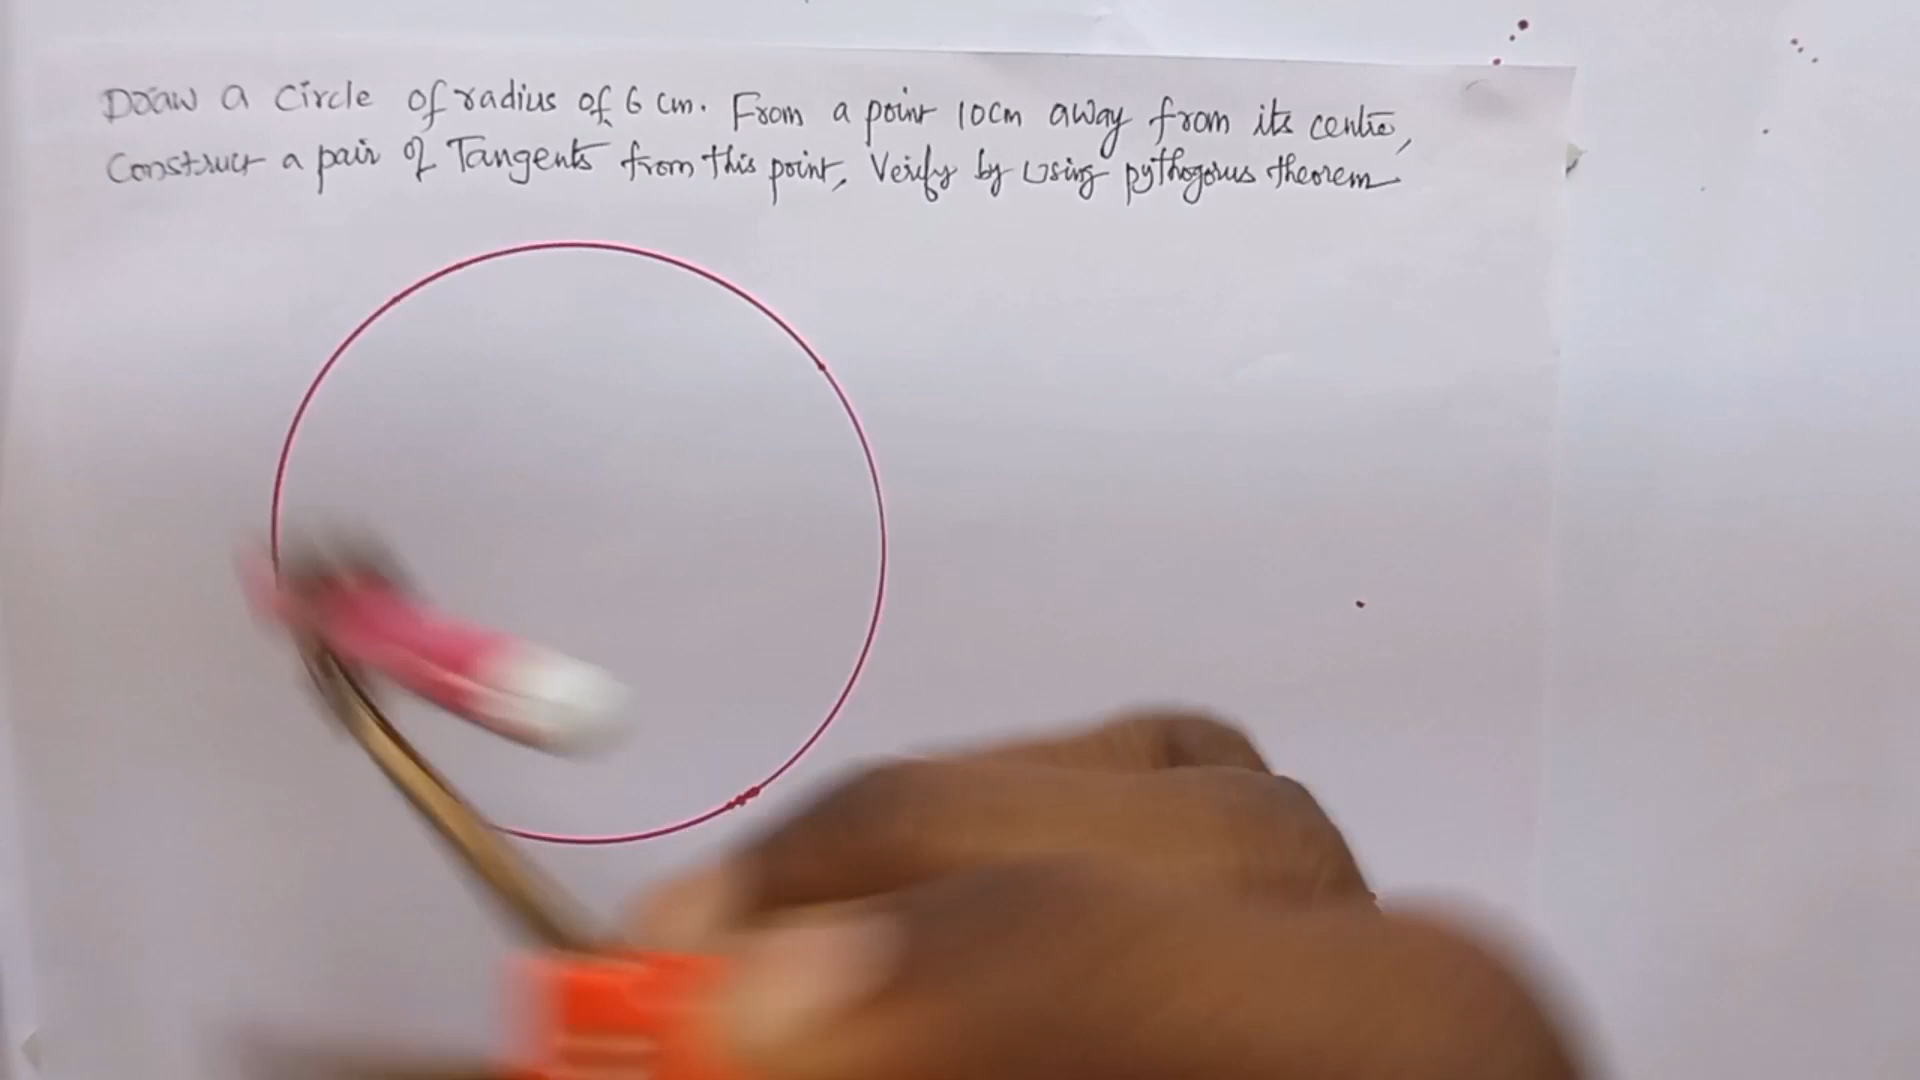 Draw a Circle of radius of 6 cm. From a point 10cm away from its centre,
Construct a pair of Tangents from this point, Verify by Using pythogorus theorem.